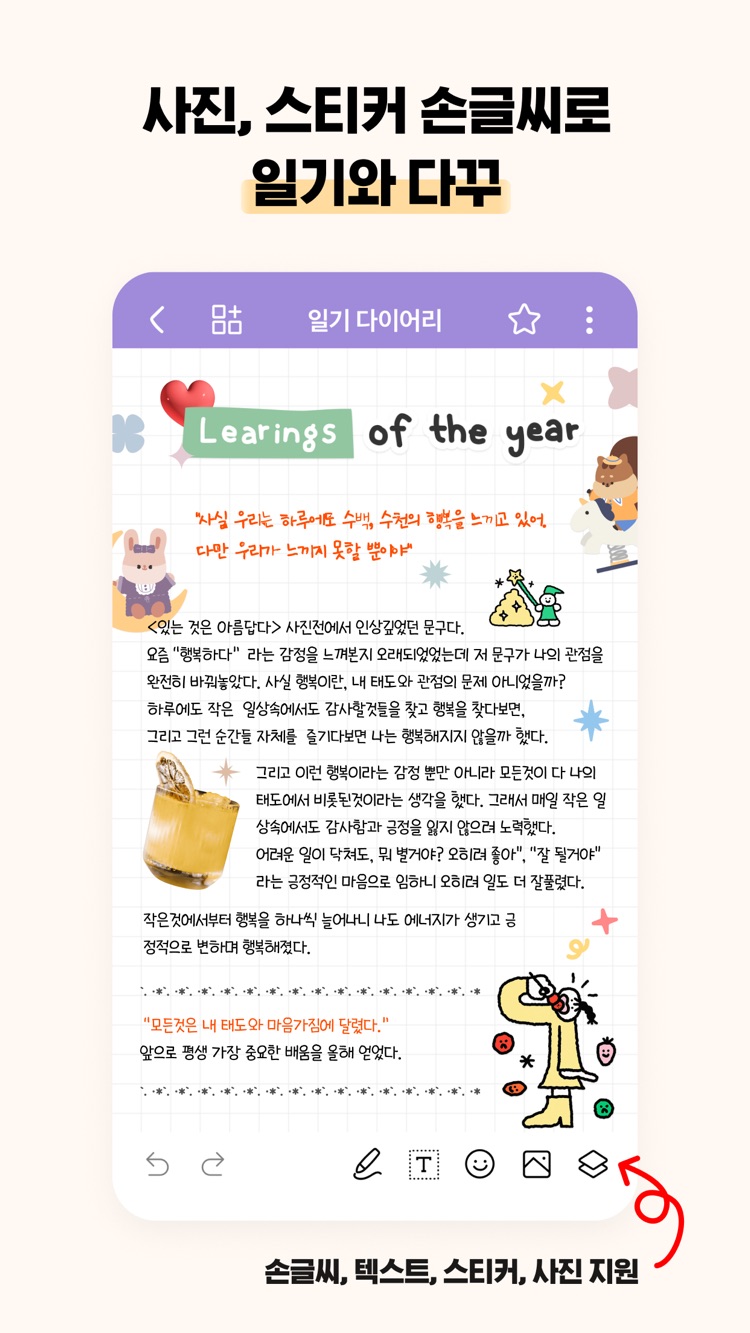 사진, 스티커 손글씨로
일기와 다꾸
일기 다이어리
Learings of the year
"사실 우리는 하루에도 수백, 수천의 행복을 느끼고 있어.
다만 우리가 느끼지 못할 뿐이야"
<있는 것은 아름답다> 사진전에서 인상깊었던 문구다.
요즘 "행복하다" 라는 감정을 느껴본지 오래되었었는데 저 문구가 나의 관점을
완전히 바꿔놓았다. 사실 행복이란, 내 태도와 관점의 문제 아니었을까?
하루에도 작은 일상속에서도 감사할것들을 찾고 행복을 찾다보면,
그리고 그런 순간들 자체를 즐기다보면 나는 행복해지지 않을까 했다.
그리고 이런 행복이라는 감정 뿐만 아니라 모든것이 다 나의
태도에서 비롯된것이라는 생각을 했다. 그래서 매일 작은 일
상속에서도 감사함과 긍정을 잃지 않으려 노력했다.
어려운 일이 닥쳐도, 뭐 별거야? 오히려 좋아", "잘 될거야"
라는 긍정적인 마음으로 임하니 오히려 일도 더 잘풀렸다.
작은것에서부터 행복을 하나씩 늘어나니 나도 에너지가 생기고 긍
정적으로 변하며 행복해졌다.
"모든것은 내 태도와 마음가짐에 달렸다."
앞으로 평생 가장 중요한 배움을 올해 얻었다.
T
손글씨, 텍스트, 스티커, 사진 지원